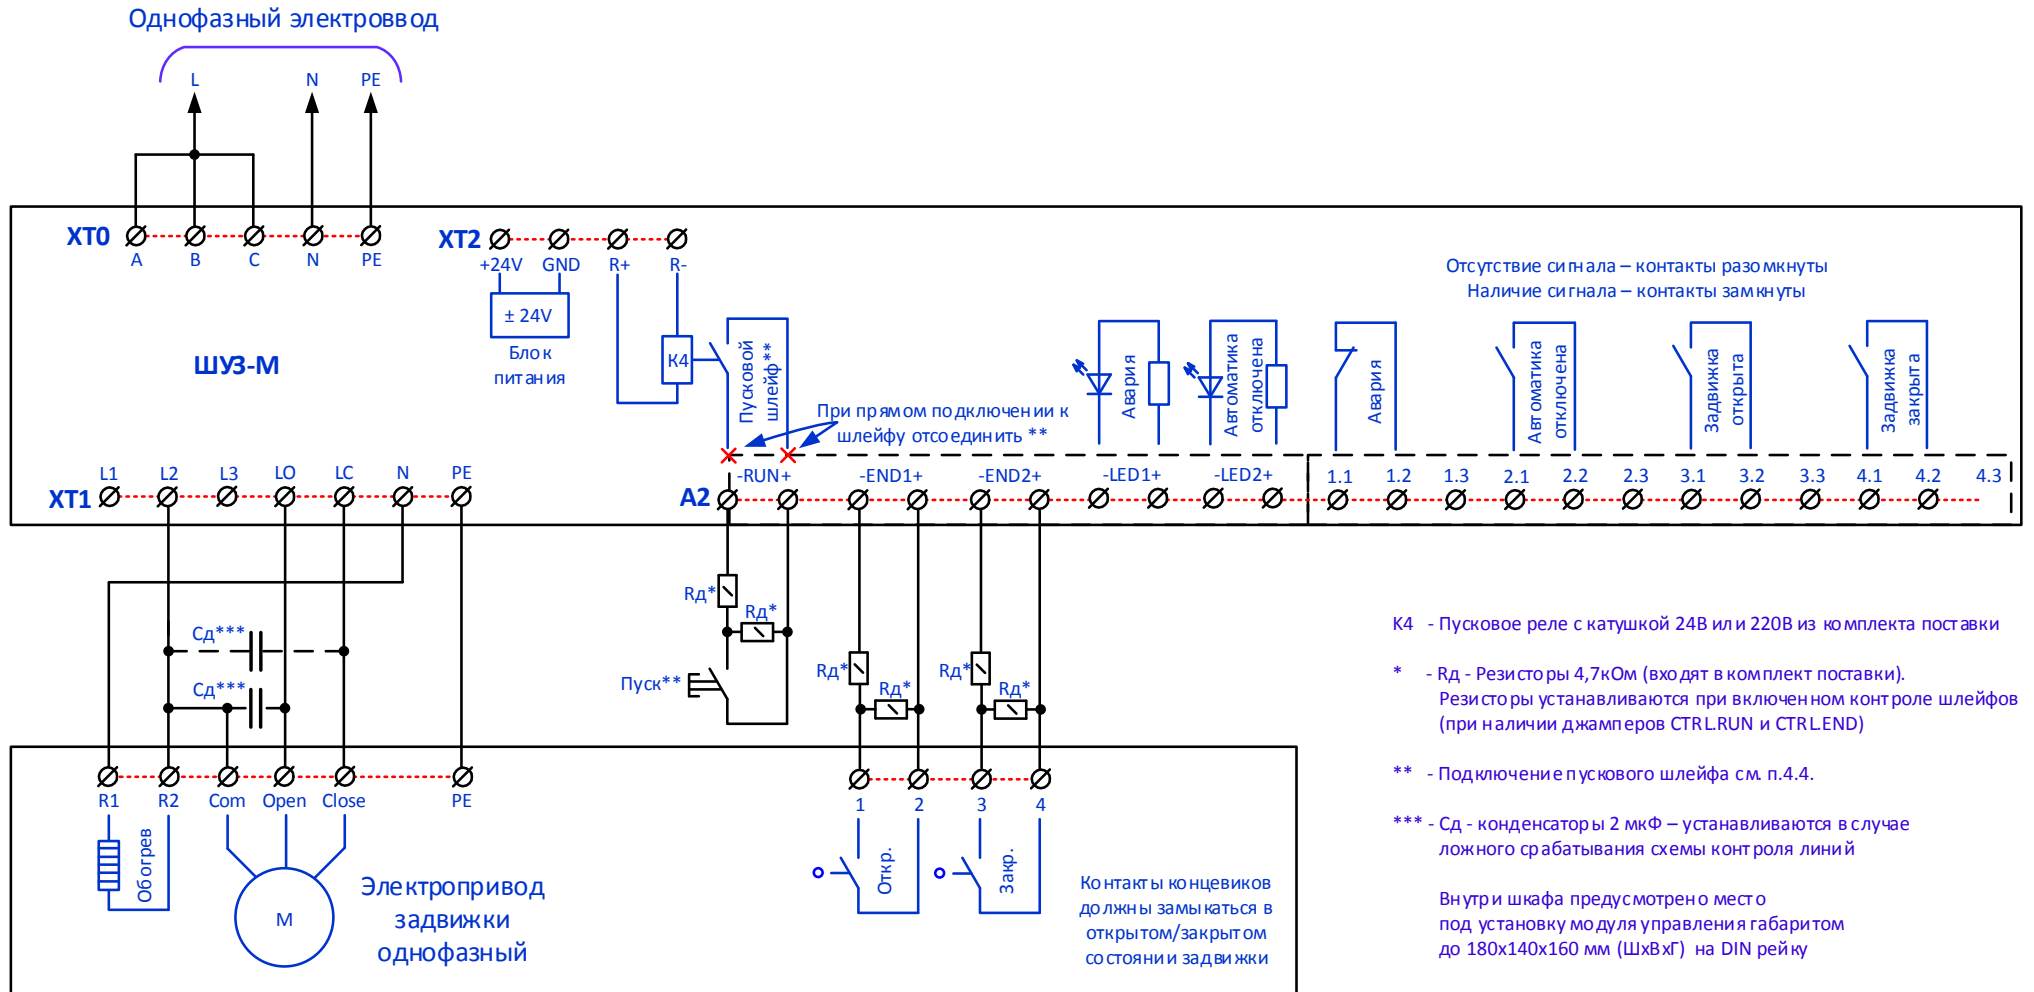 Однофазный электроввод
L N PE
XT0
A B C N PE
XT2
+24V GND R+ R-
± 24V
Блок
питания
K4
Пусковой
шлейф**
ШУЗ-М
При прямом подключении к
шлейфу отсоединить **
Авария
Автоматика
отключена
Отсутствие сигнала – контакты разомкнуты
Наличие сигнала – контакты замкнуты
Авария
Автоматика
отключена
Задвижка
открыта
Задвижка
закрыта
XT1
L1 L2 L3 LO LC N PE
A2
-RUN+ -END1+ -END2+ -LED1+ -LED2+
1.1 1.2 1.3 2.1 2.2 2.3 3.1 3.2 3.3 4.1 4.2 4.3
Rд*
Rд*
Сд***
Сд***
Пуск**
Rд*
Rд*
Rд*
Rд*
K4 - Пусковое реле с катушкой 24В или 220В из комплекта поставки
* - Rд - Резисторы 4,7кОм (входят в комплект поставки).
Резисторы устанавливаются при включенном контроле шлейфов
(при наличии джамперов CTRL.RUN и CTRL.END)
** - Подключение пускового шлейфа см. п.4.4.
*** - Сд - конденсаторы 2 мкФ – устанавливаются в случае
ложного срабатывания схемы контроля линий
Внутри шкафа предусмотрено место
под установку модуля управления габаритом
до 180х140х160 мм (ШхВхГ) на DIN рейку
R1 R2 Com Open Close PE
1 2 3 4
Обогрев
M
Электропривод
задвижки
однофазный
Откр.
Закр.
Контакты концевиков
должны замыкаться в
открытом/закрытом
состоянии задвижки